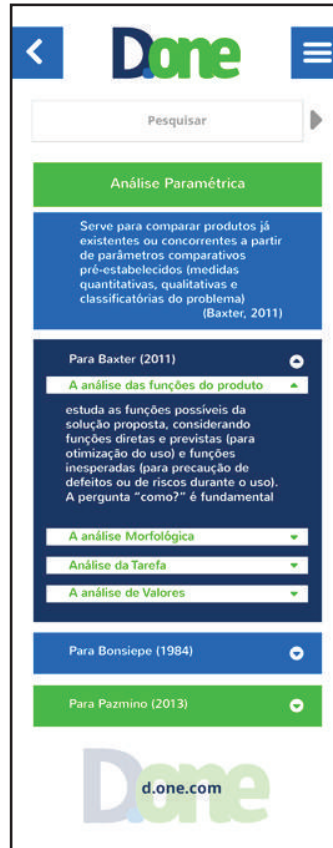 D.one
Pesquisar
Análise Paramétrica
Serve para comparar produtos já
existentes ou concorrentes a partir
de parâmetros comparativos
pré-estabelecidos (medidas
quantitativas, qualitativas e
classificatórias do problema)
(Baxter, 2011)
Para Baxter (2011)
A análise das funções do produto
estuda as funções possíveis da
solução proposta, considerando
funções diretas e previstas (para
otimização do uso) e funções
inesperadas (para precaução de
defeitos ou de riscos durante o uso).
A pergunta “como?” é fundamental
A análise Morfológica
Análise da Tarefa
A análise de Valores
Para Bonsiepe (1984)
Para Pazmino (2013)
D.one
d.one.com